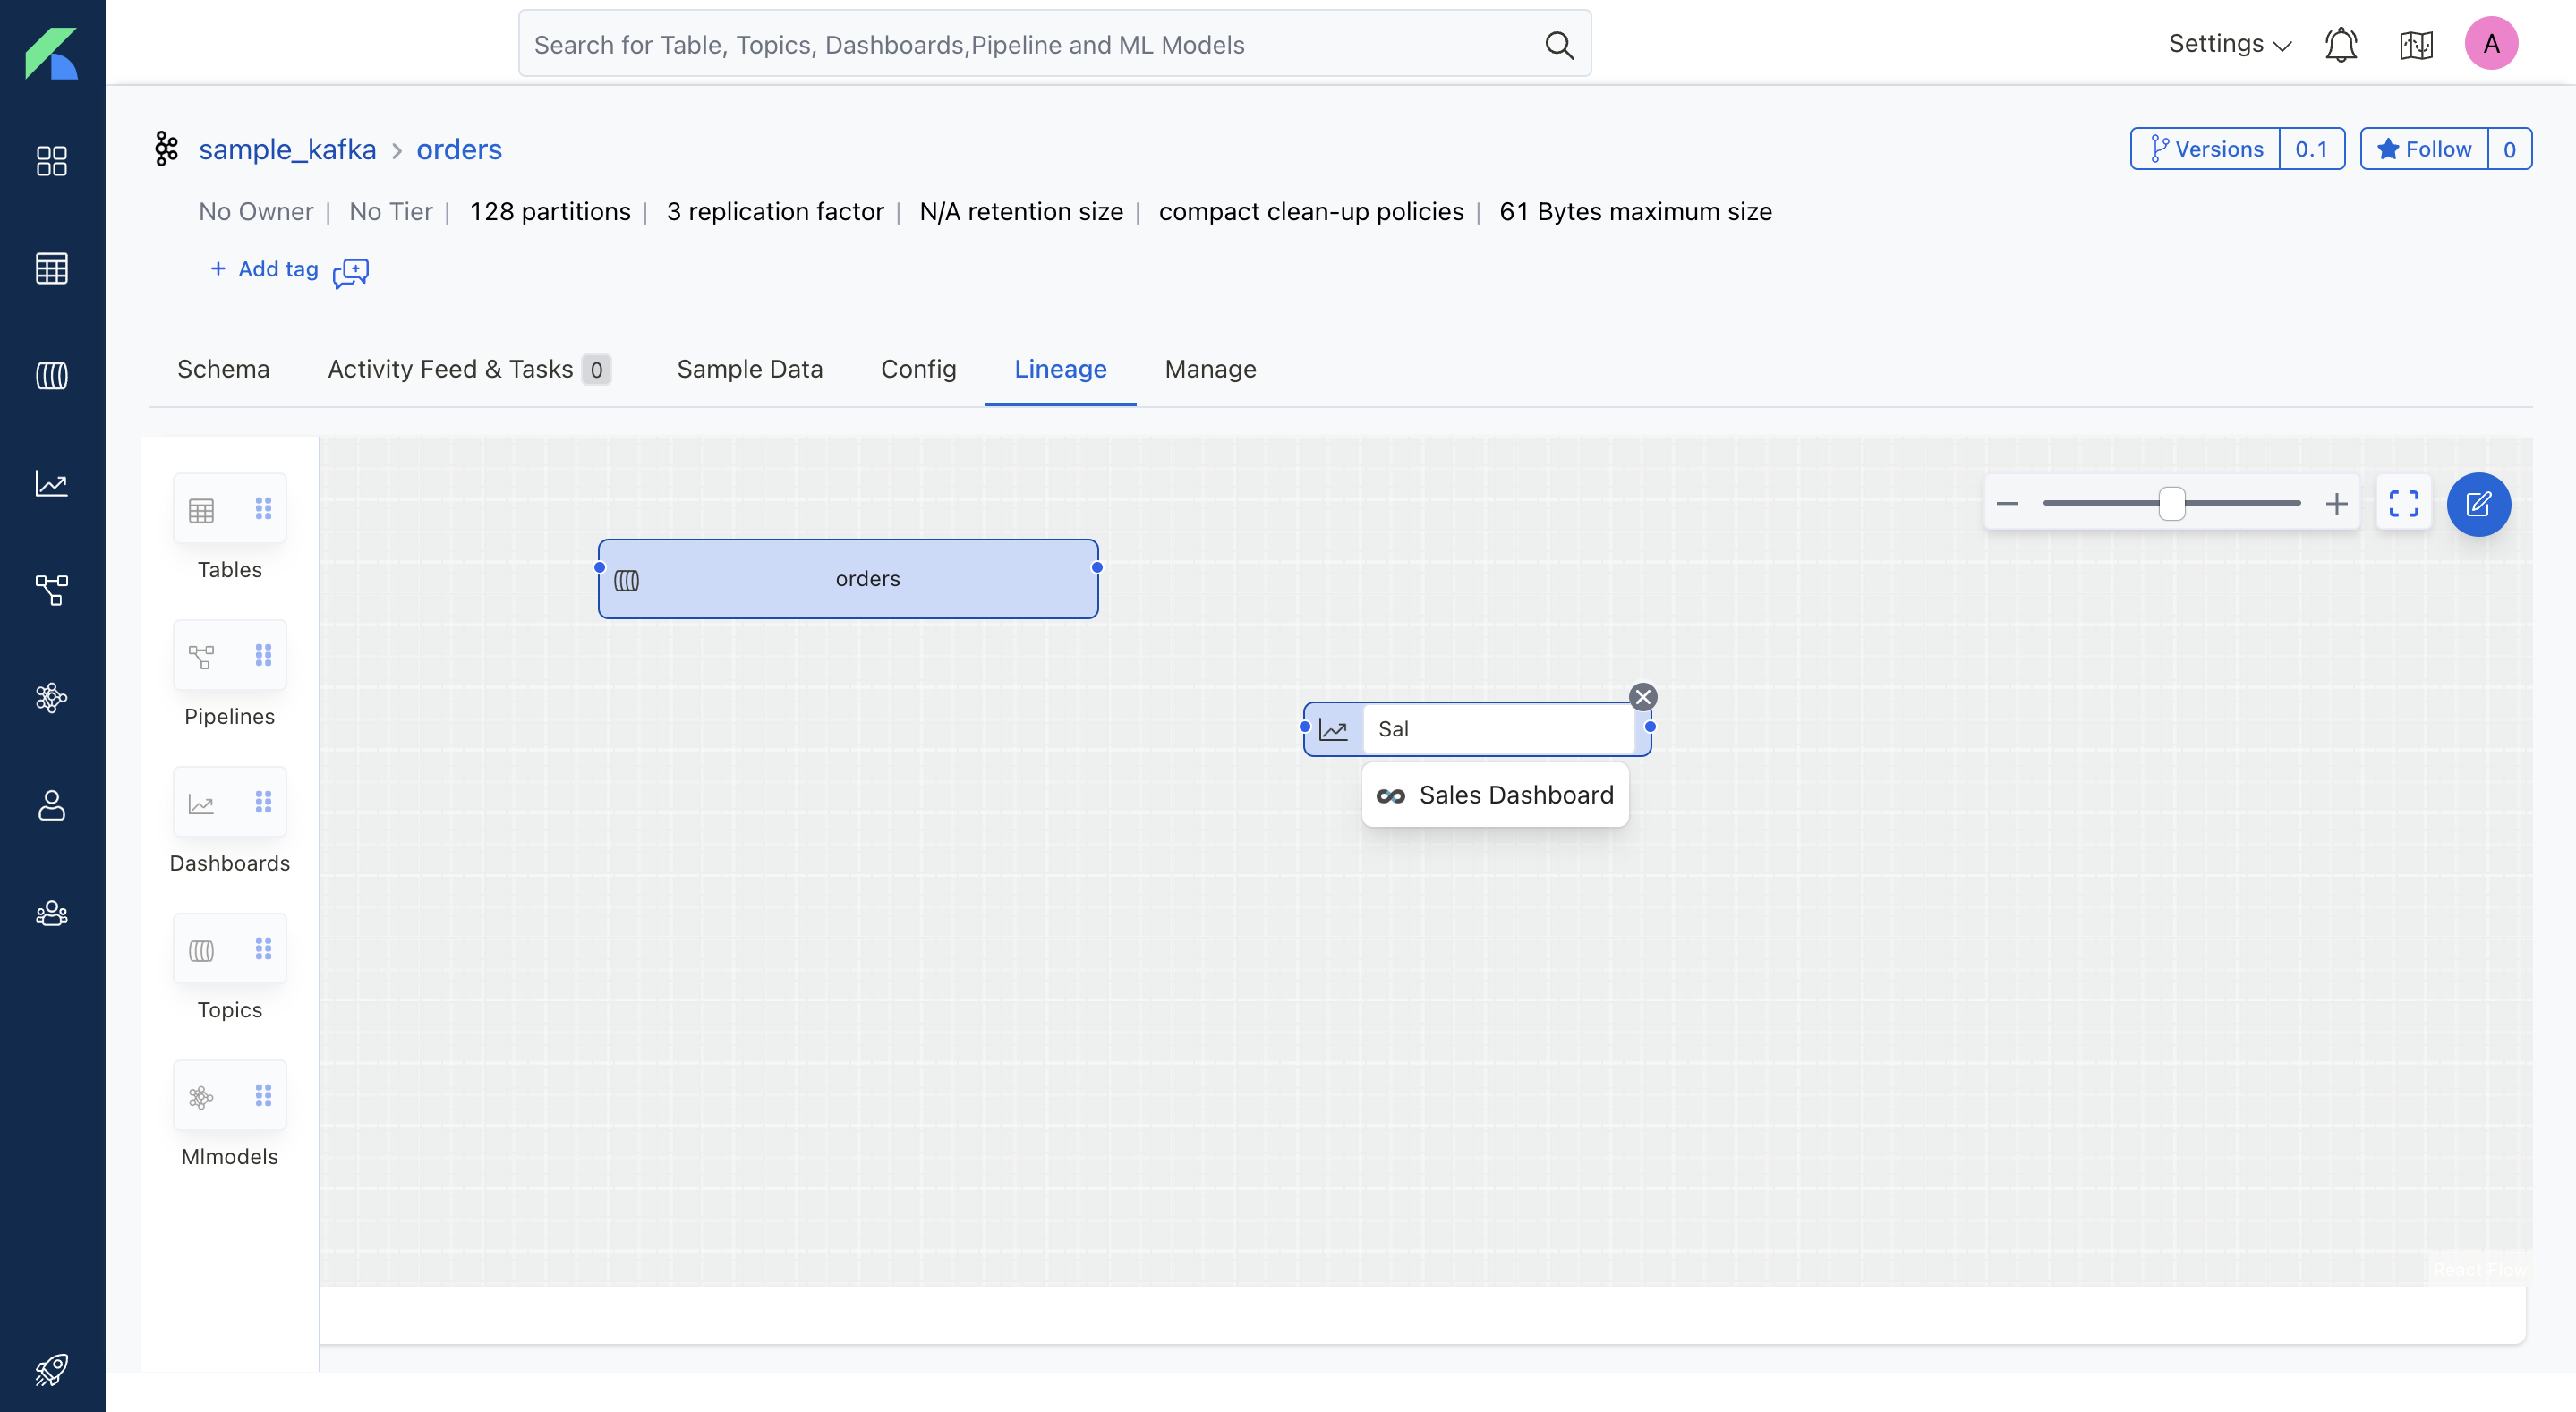 Search for Table, Topics, Dashboards,Pipeline and ML Models
Settings
A
sample_kafka > orders
Versions 0.1
Follow 0
No Owner | No Tier | 128 partitions | 3 replication factor | N/A retention size | compact clean-up policies | 61 Bytes maximum size
+ Add tag
Schema Activity Feed & Tasks 0 Sample Data Config Lineage Manage
Tables
Pipelines
Dashboards
Topics
Mlmodels
orders
Sal
Sales Dashboard
React Flow